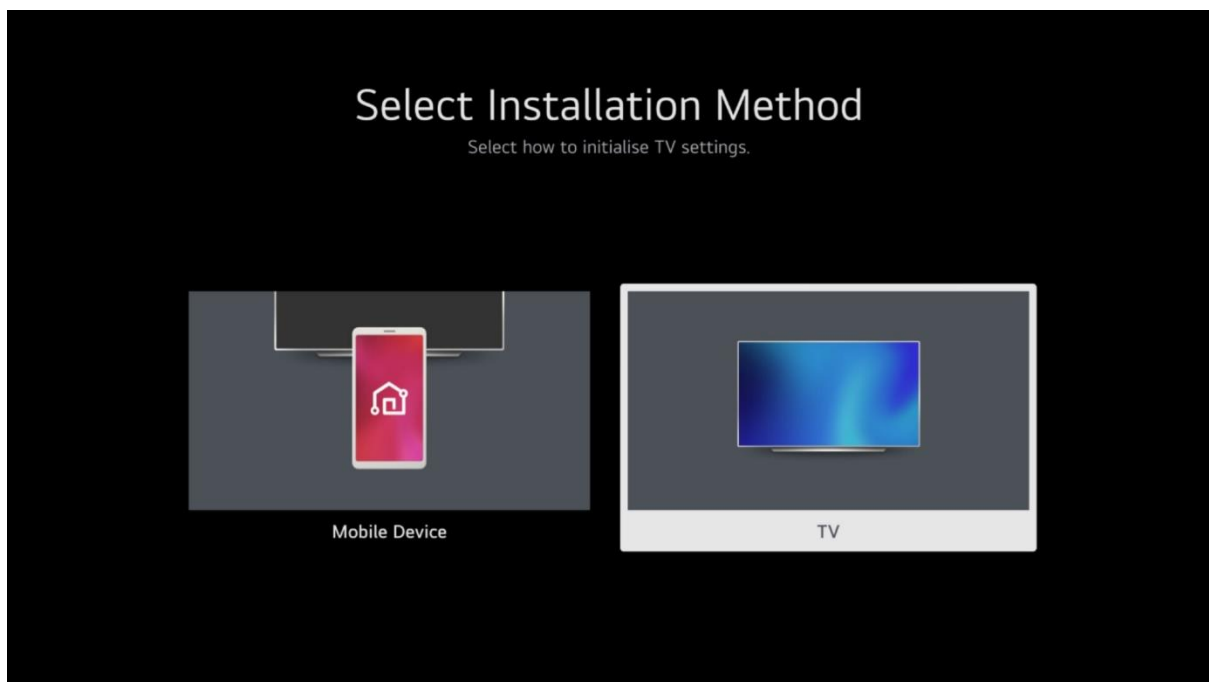 Select Installation Method
Select how to initialise TV settings.
Mobile Device
TV